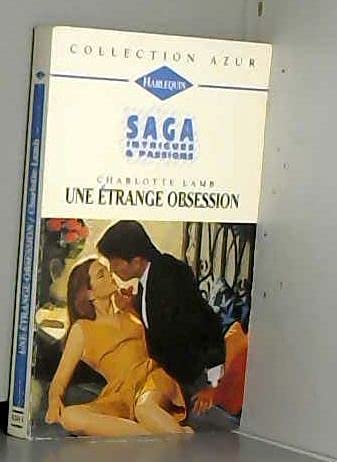 COLLECTION AZUR
HARLEQUIN
SAGA
INTRIGUES
& PASSIONS
CHARLOTTE LAMB
UNE ÉTRANGE OBSESSION
UNE ÉTRANGE OBSESSION / Charlotte Lamb